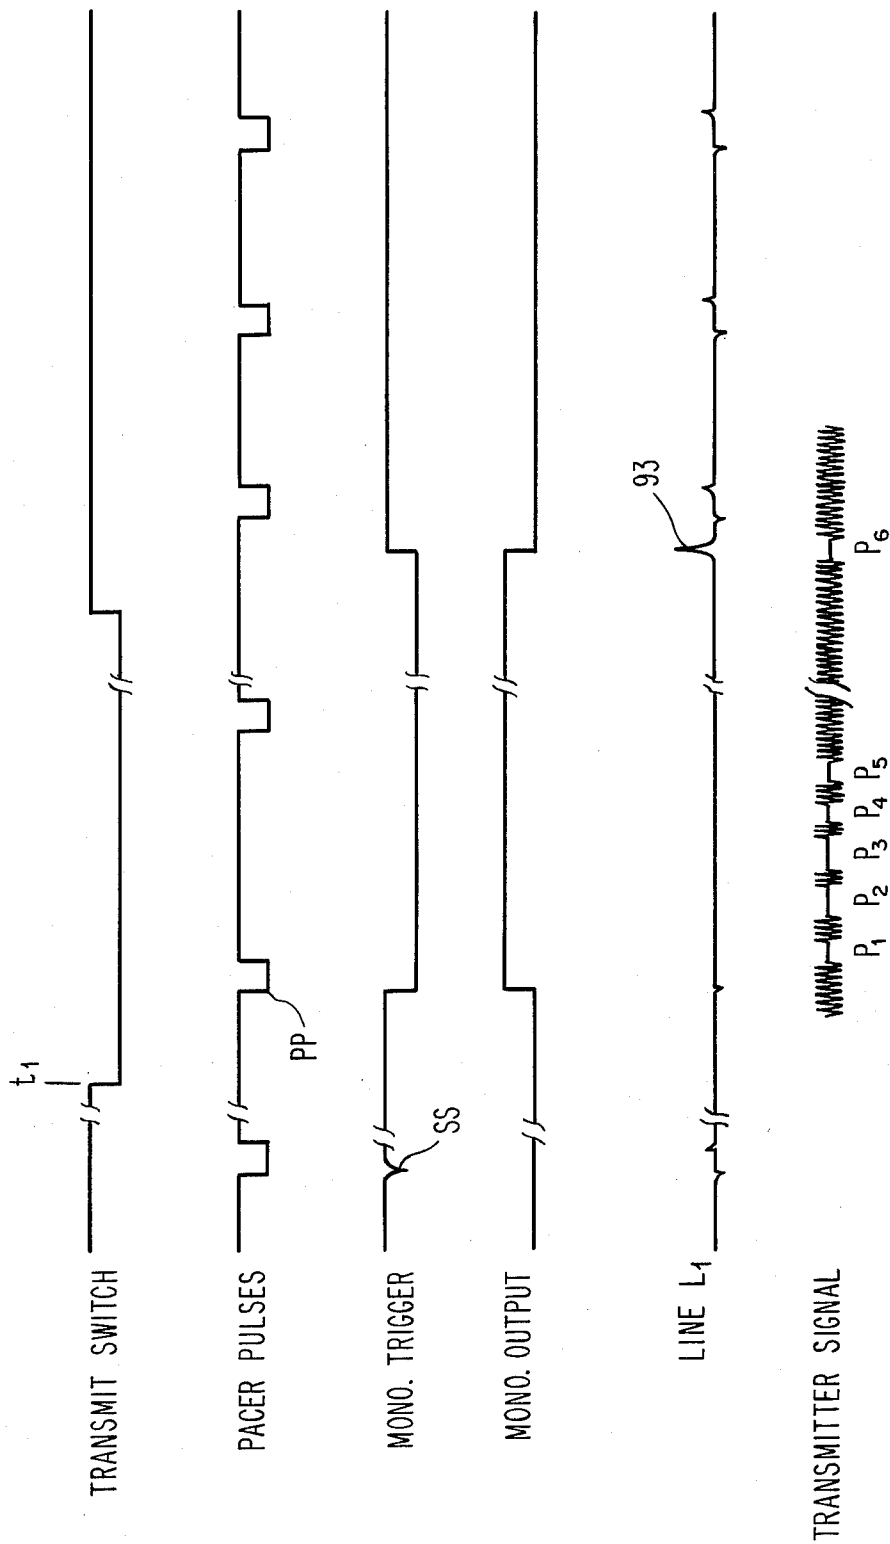 t₁
TRANSMIT SWITCH
PACER PULSES
PP
MONO. TRIGGER
SS
MONO. OUTPUT
LINE L₁
93
TRANSMITTER SIGNAL
P₁ P₂ P₃ P₄ P₅ P₆